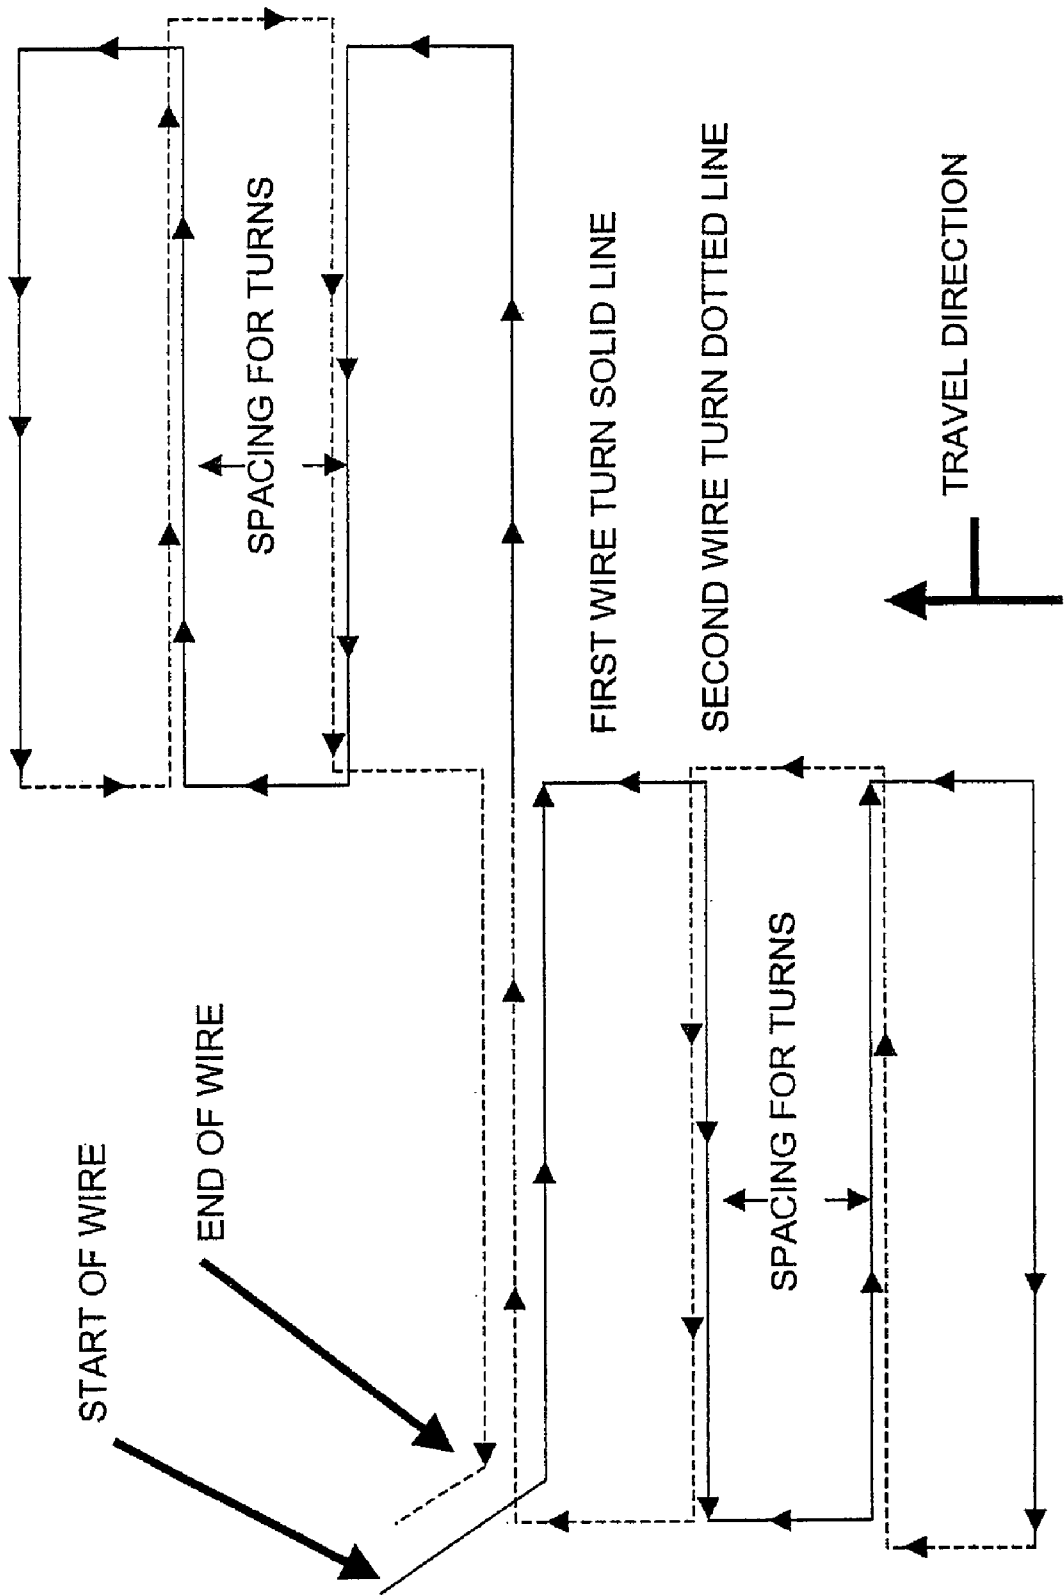 START OF WIRE
END OF WIRE
SPACING FOR TURNS
SPACING FOR TURNS
FIRST WIRE TURN SOLID LINE
SECOND WIRE TURN DOTTED LINE
TRAVEL DIRECTION